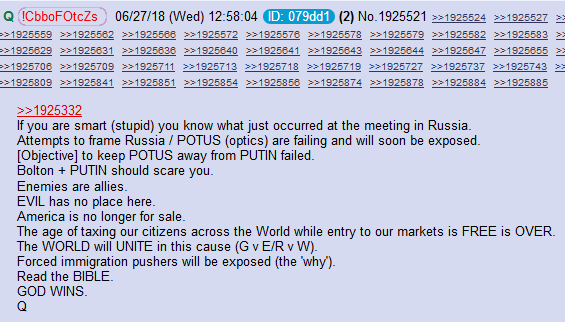 Q !CbboFOtcZs 06/27/18 (Wed) 12:58:04 ID: 079dd1 (2) No.1925521 >>1925524 >>1925527 >>
>>1925559 >>1925562 >>1925566 >>1925572 >>1925576 >>1925578 >>1925579 >>1925582 >>1925583
>>1925629 >>1925631 >>1925636 >>1925640 >>1925641 >>1925643 >>1925644 >>1925647 >>1925655
>>1925706 >>1925709 >>1925711 >>1925713 >>1925718 >>1925719 >>1925727 >>1925737 >>1925743
>>1925809 >>1925841 >>1925851 >>1925854 >>1925856 >>1925874 >>1925878 >>1925884 >>1925885
>>1925332
If you are smart (stupid) you know what just occurred at the meeting in Russia.
Attempts to frame Russia / POTUS (optics) are failing and will soon be exposed.
[Objective] to keep POTUS away from PUTIN failed.
Bolton + PUTIN should scare you.
Enemies are allies.
EVIL has no place here.
America is no longer for sale.
The age of taxing our citizens across the World while entry to our markets is FREE is OVER.
The WORLD will UNITE in this cause (G v E/R v W).
Forced immigration pushers will be exposed (the 'why').
Read the BIBLE.
GOD WINS.
Q